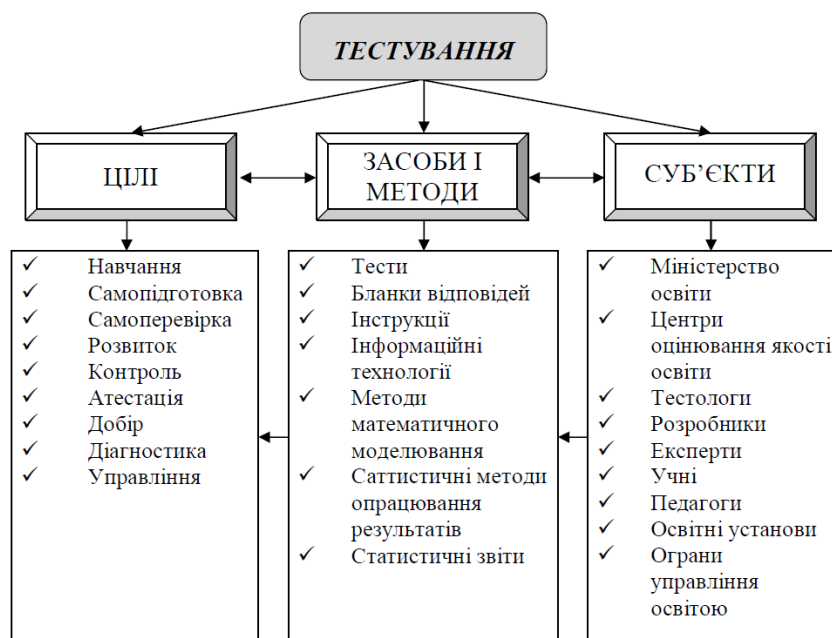 ТЕСТУВАННЯ
ЦІЛІ
ЗАСОБИ І
МЕТОДИ
СУБ’ЄКТИ
Навчання
Самопідготовка
Самоперевірка
Розвиток
Контроль
Атестація
Добір
Діагностика
Управління
Тести
Бланки відповідей
Інструкції
Інформаційні
технології
Методи
математичного
моделювання
Саттистичні методи
опрацювання
результатів
Статистичні звіти
Міністерство
освіти
Центри
оцінювання якості
освіти
Тестологи
Розробники
Експерти
Учні
Педагоги
Освітні установи
Ограни
управління
освітою